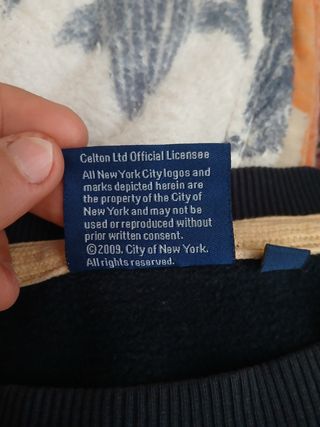 Celton Ltd Official Licensee
All New York City logos and
marks depicted herein are
the property of the City of
New York and may not be
used or reproduced without
prior written consent.
©2009. City of New York.
All rights reserved.